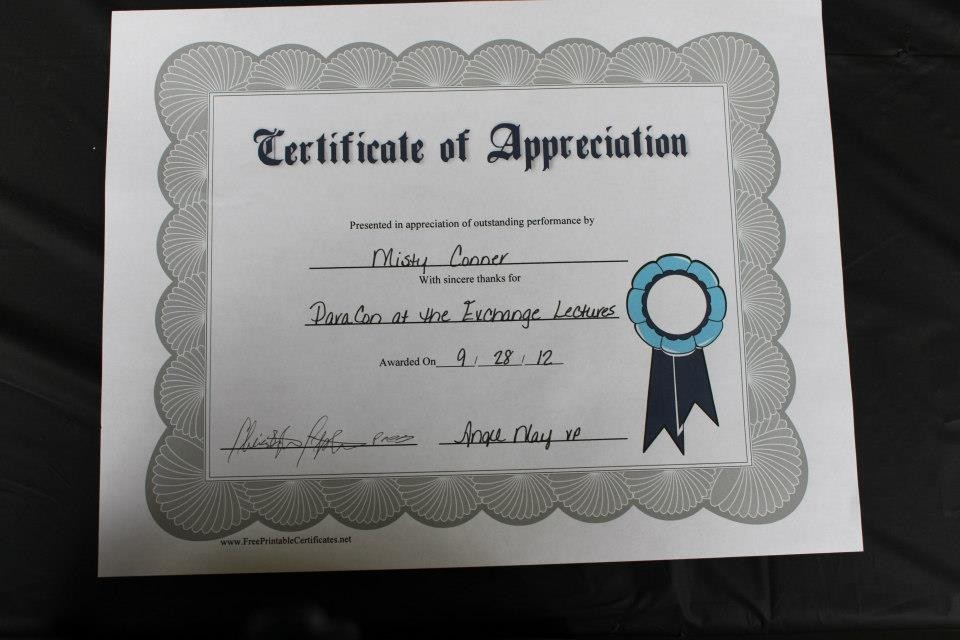 Certificate of Appreciation
Presented in appreciation of outstanding performance by
Misty Conner
With sincere thanks for
ParaCon at the Exchange Lectures
Awarded On 9 / 28 / 12
Pres Angie May VP
www.FreePrintableCertificates.net